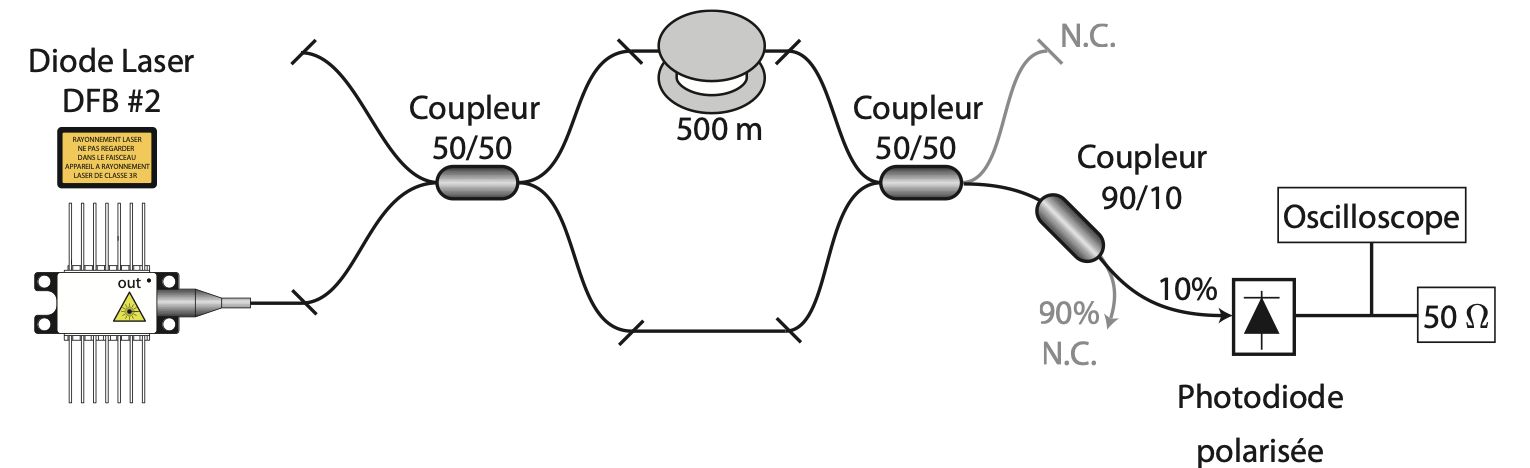 Diode Laser
DFB #2
RAYONNEMENT LASER
NE PAS REGARDER
DANS LE FAISCEAU
APPAREIL A RAYONNEMENT
LASER DE CLASSE 3R
out
Coupleur
50/50
500 m
Coupleur
50/50
N.C.
Coupleur
90/10
90%
N.C.
10%
Oscilloscope
50 Ω
Photodiode
polarisée